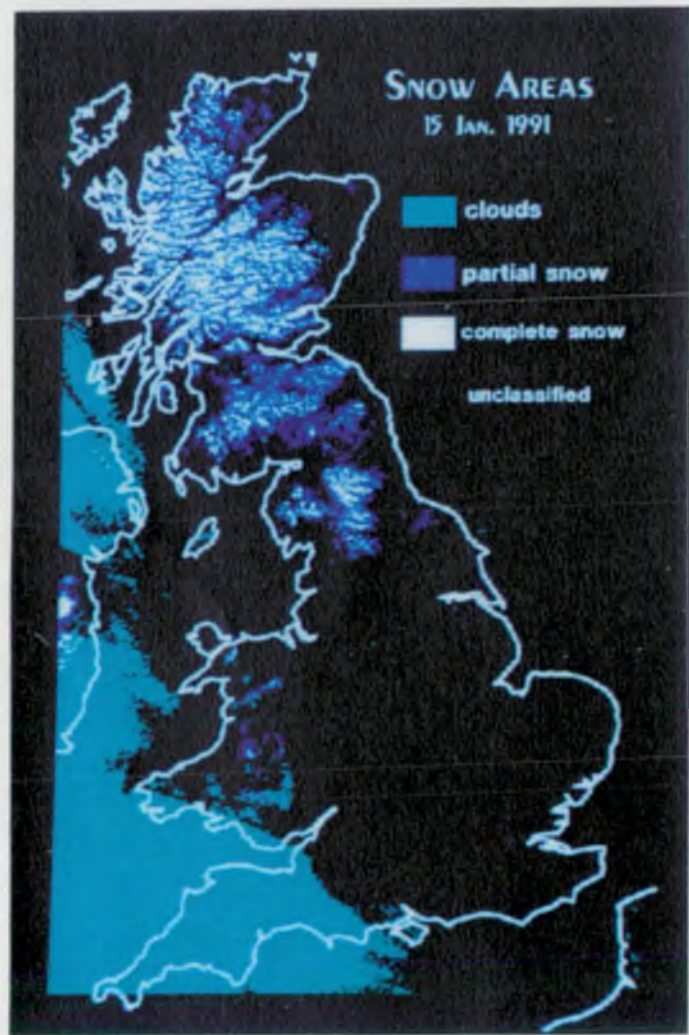 SNOW AREAS
15 JAN. 1991
clouds
partial snow
complete snow
unclassified